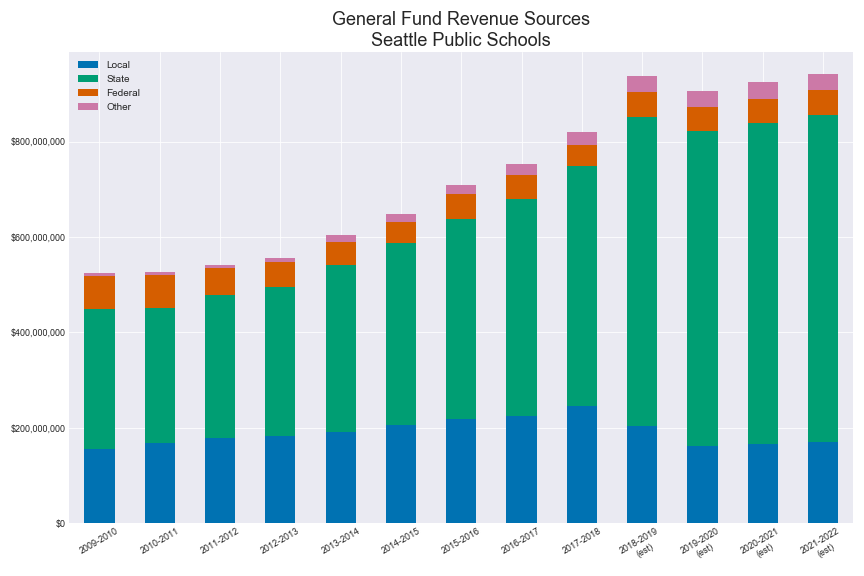 General Fund Revenue Sources
Seattle Public Schools
Local
State
Federal
Other
$800,000,000
$600,000,000
$400,000,000
$200,000,000
$0
2009-2010
2010-2011
2011-2012
2012-2013
2013-2014
2014-2015
2015-2016
2016-2017
2017-2018
2018-2019
(est)
2019-2020
(est)
2020-2021
(est)
2021-2022
(est)